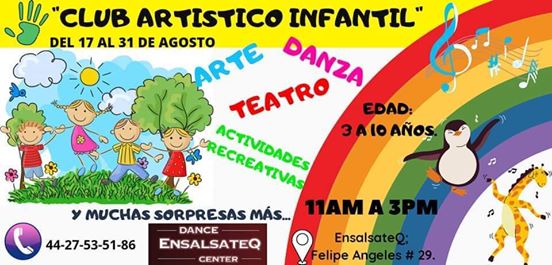 "CLUB ARTISTICO INFANTIL"
DEL 17 AL 31 DE AGOSTO
ARTE
DANZA
TEATRO
ACTIVIDADES
RECREATIVAS
EDAD:
3 A 10 AÑOS.
Y MUCHAS SORPRESAS MÁS...
11AM A 3PM
44-27-53-51-86
DANCE
ENSALSATEQ
CENTER
EnsalsateQ;
Felipe Angeles # 29.